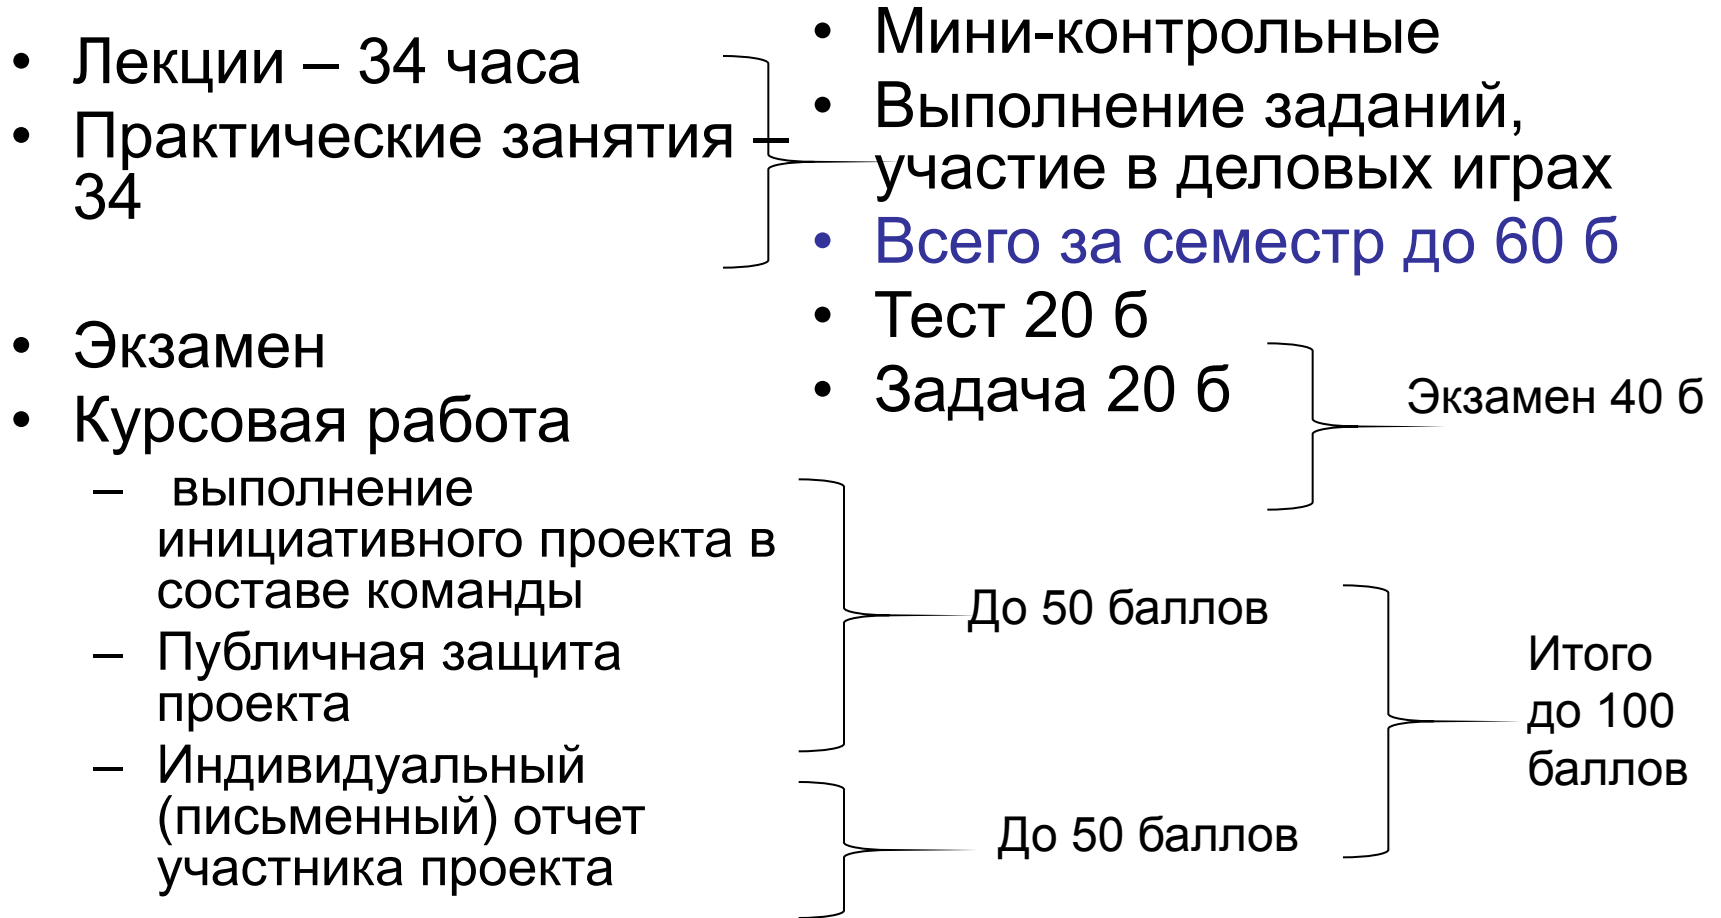 • Лекции – 34 часа
• Практические занятия –
34
• Экзамен
• Курсовая работа
– выполнение
инициативного проекта в
составе команды
– Публичная защита
проекта
– Индивидуальный
(письменный) отчет
участника проекта
• Мини-контрольные
• Выполнение заданий,
участие в деловых играх
• Всего за семестр до 60 б
• Тест 20 б
• Задача 20 б
Экзамен 40 б
До 50 баллов
До 50 баллов
Итого
до 100
баллов